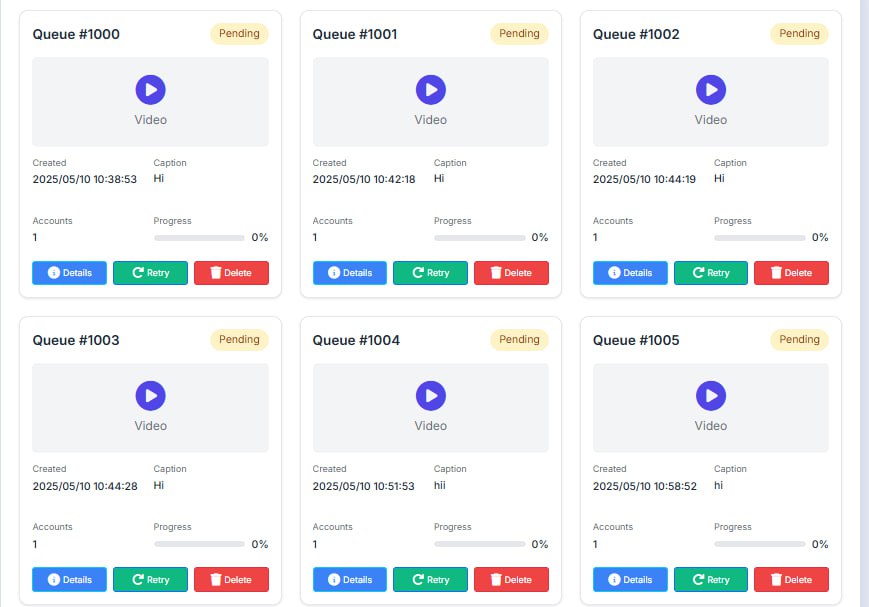 Queue #1000 Pending
Video
Created Caption
2025/05/10 10:38:53 Hi
Accounts Progress
1 0%
Details Retry Delete
Queue #1001 Pending
Video
Created Caption
2025/05/10 10:42:18 Hi
Accounts Progress
1 0%
Details Retry Delete
Queue #1002 Pending
Video
Created Caption
2025/05/10 10:44:19 Hi
Accounts Progress
1 0%
Details Retry Delete
Queue #1003 Pending
Video
Created Caption
2025/05/10 10:44:28 Hi
Accounts Progress
1 0%
Details Retry Delete
Queue #1004 Pending
Video
Created Caption
2025/05/10 10:51:53 hii
Accounts Progress
1 0%
Details Retry Delete
Queue #1005 Pending
Video
Created Caption
2025/05/10 10:58:52 hi
Accounts Progress
1 0%
Details Retry Delete